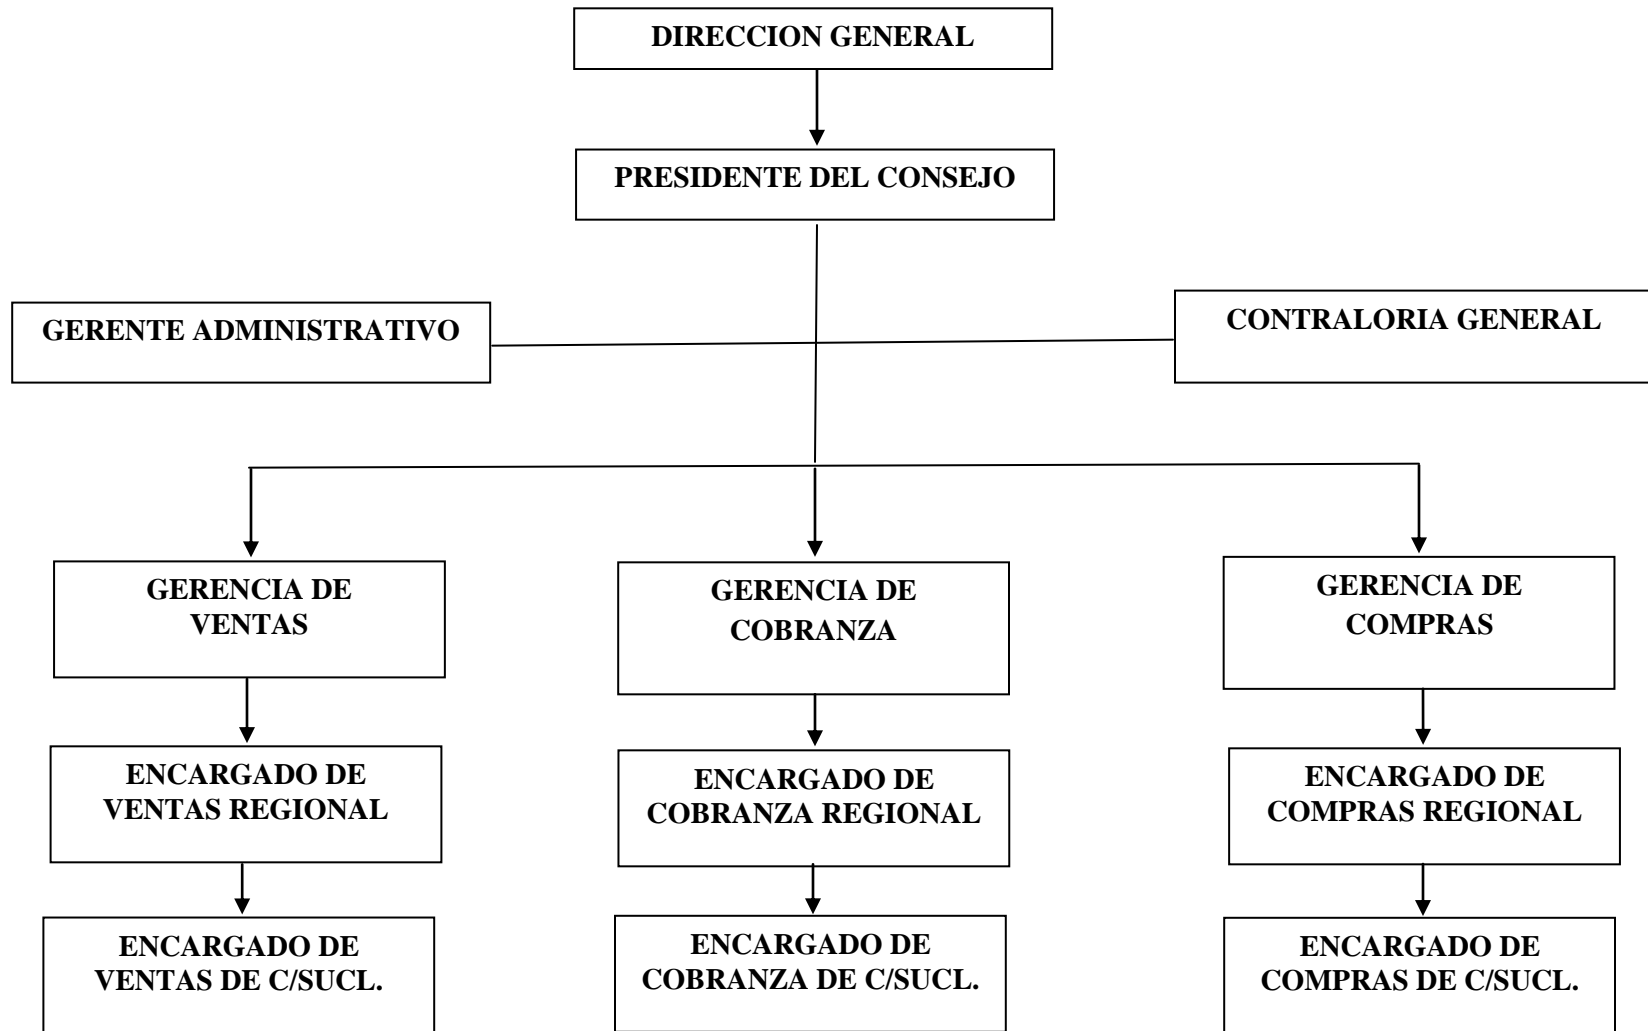 DIRECCION GENERAL
PRESIDENTE DEL CONSEJO
GERENTE ADMINISTRATIVO
CONTRALORIA GENERAL
GERENCIA DE
VENTAS
GERENCIA DE
COBRANZA
GERENCIA DE
COMPRAS
ENCARGADO DE
VENTAS REGIONAL
ENCARGADO DE
COBRANZA REGIONAL
ENCARGADO DE
COMPRAS REGIONAL
ENCARGADO DE
VENTAS DE C/SUCL.
ENCARGADO DE
COBRANZA DE C/SUCL.
ENCARGADO DE
COMPRAS DE C/SUCL.